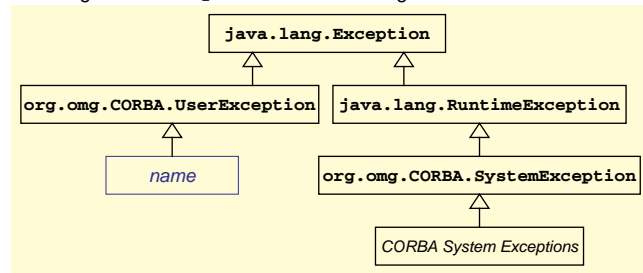 java.lang.Exception
org.omg.CORBA.UserException java.lang.RuntimeException
name org.omg.CORBA.SystemException
CORBA System Exceptions